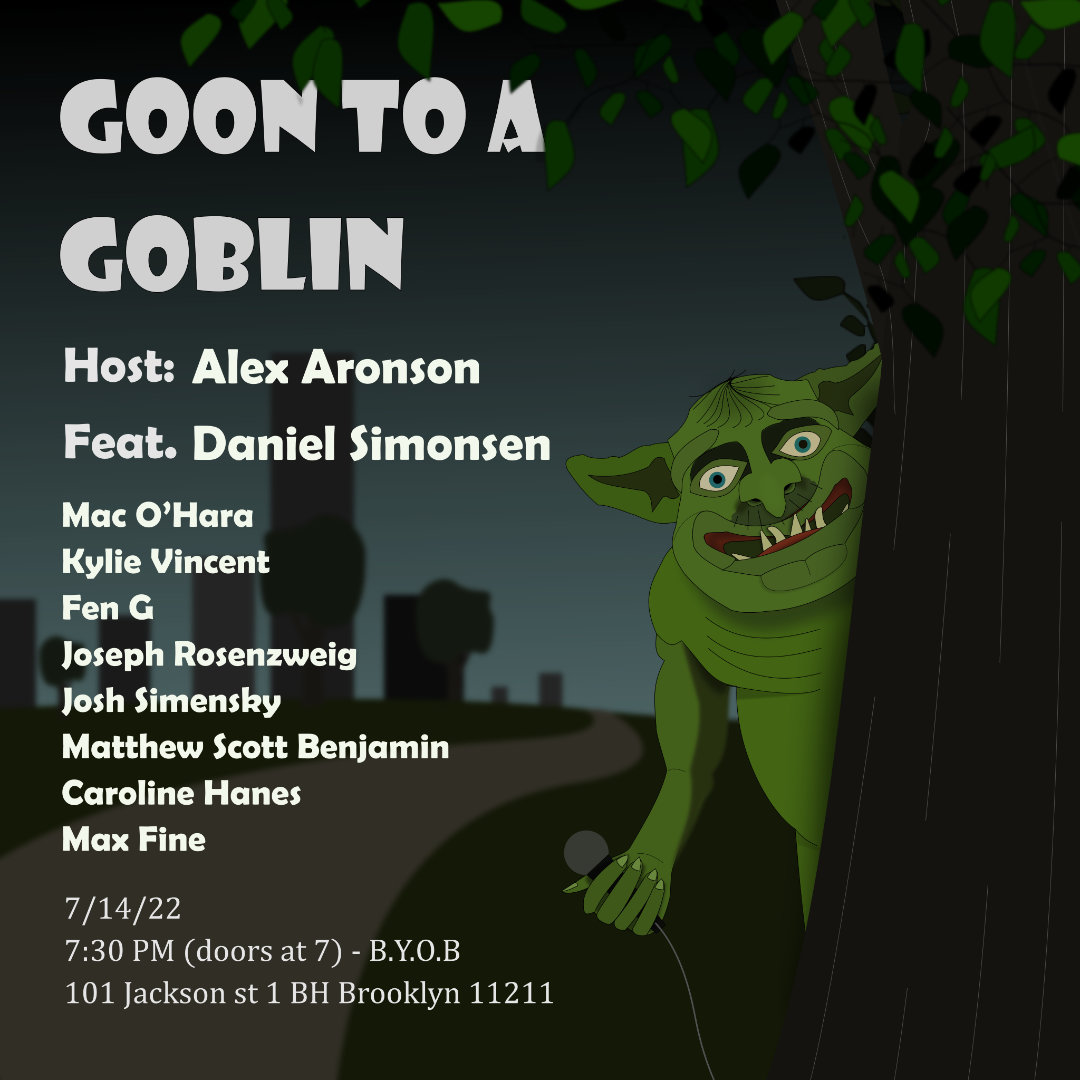 GOON TO A
GOBLIN
Host: Alex Aronson
Feat. Daniel Simonsen
Mac O’Hara
Kylie Vincent
Fen G
Joseph Rosenzweig
Josh Simensky
Matthew Scott Benjamin
Caroline Hanes
Max Fine
7/14/22
7:30 PM (doors at 7) - B.Y.O.B
101 Jackson st 1 BH Brooklyn 11211